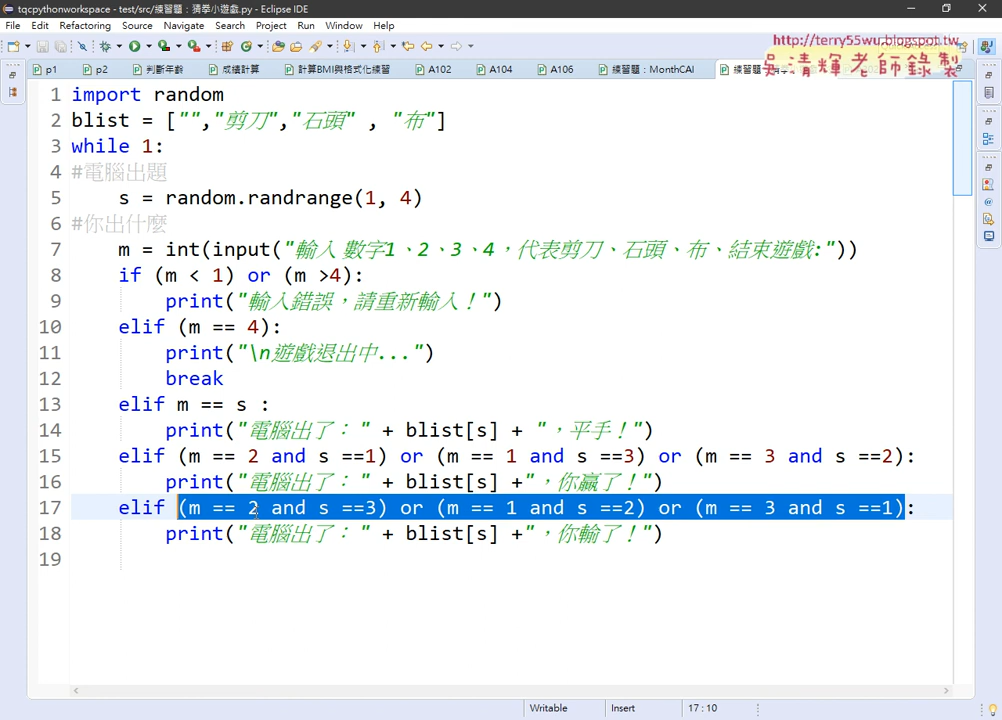 tqcpythonworkspace - test/src/練習題：猜拳小遊戲.py - Eclipse IDE
File Edit Refactoring Source Navigate Search Project Run Window Help
http://terry55wu.blogspot.tw
吳清輝老師錄製
p1 p2 判斷年齡 成績計算 計算BMI與格式化練習 A102 A104 A106 練習題：MonthCAl 練習題
1 import random
2 blist = ["","剪刀","石頭" , "布"]
3 while 1:
4 #電腦出題
5 s = random.randrange(1, 4)
6 #你出什麼
7 m = int(input("輸入 數字1、2、3、4，代表剪刀、石頭、布、結束遊戲:"))
8 if (m < 1) or (m >4):
9 print("輸入錯誤，請重新輸入！")
10 elif (m == 4):
11 print("\n遊戲退出中...")
12 break
13 elif m == s :
14 print("電腦出了：" + blist[s] + "，平手！")
15 elif (m == 2 and s ==1) or (m == 1 and s ==3) or (m == 3 and s ==2):
16 print("電腦出了：" + blist[s] +"，你贏了！")
17 elif (m == 2 and s ==3) or (m == 1 and s ==2) or (m == 3 and s ==1):
18 print("電腦出了：" + blist[s] +"，你輸了！")
19
Writable Insert 17 : 10